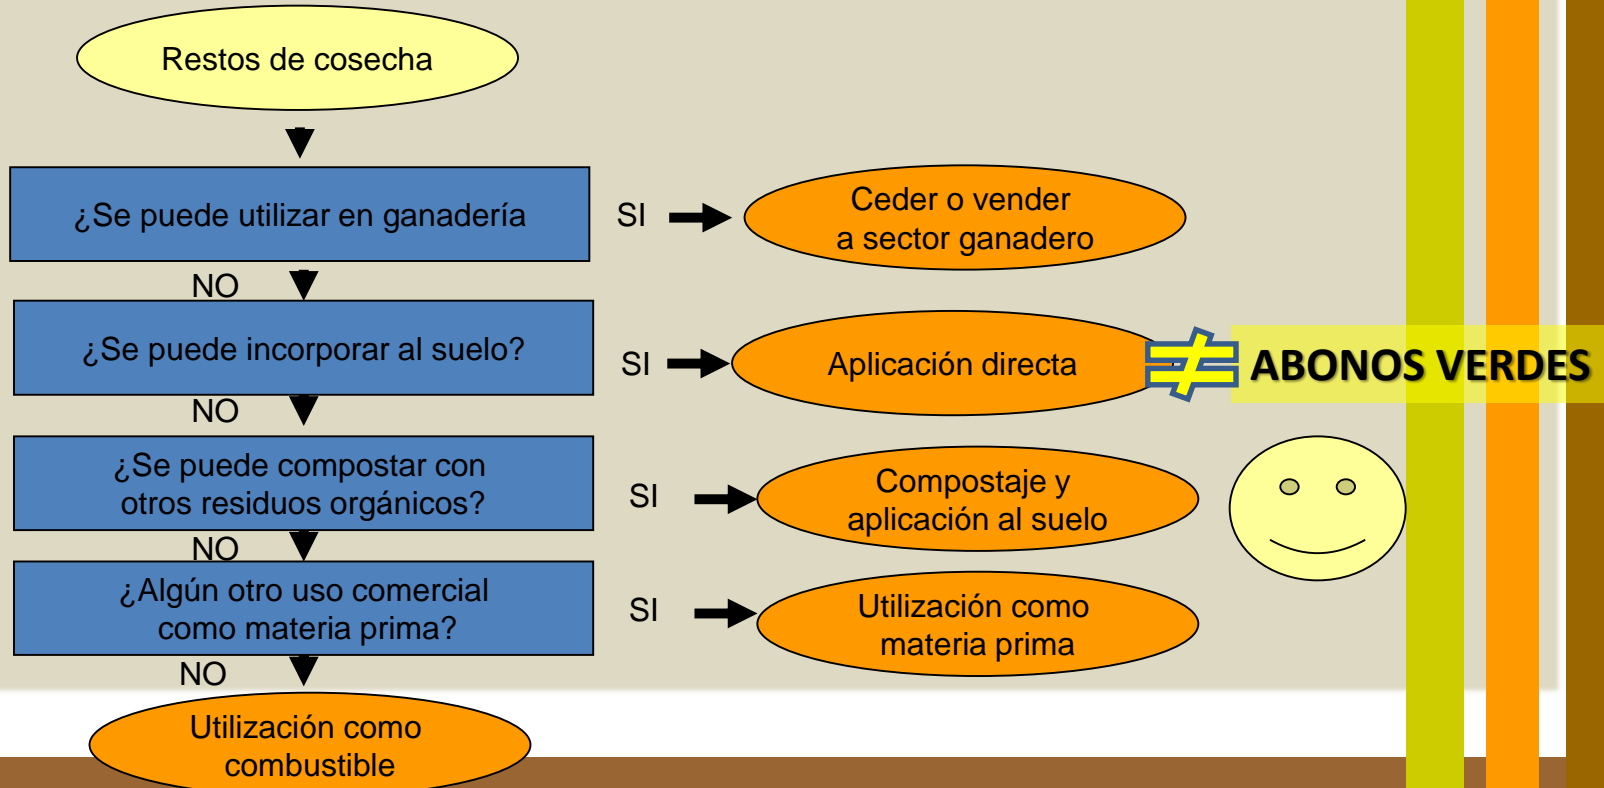 Restos de cosecha
¿Se puede utilizar en ganadería
SI
Ceder o vender
a sector ganadero
NO
¿Se puede incorporar al suelo?
SI
Aplicación directa
≠
ABONOS VERDES
NO
¿Se puede compostar con
otros residuos orgánicos?
SI
Compostaje y
aplicación al suelo
NO
¿Algún otro uso comercial
como materia prima?
SI
Utilización como
materia prima
NO
Utilización como
combustible